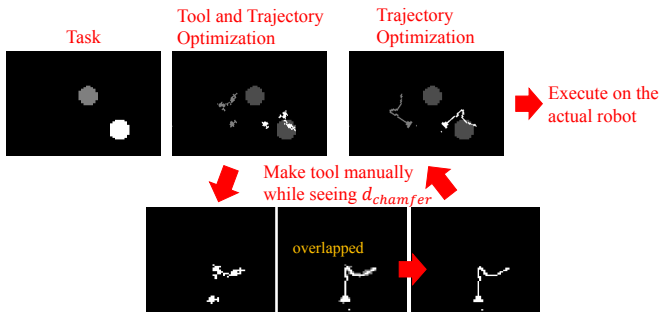 Task
Tool and Trajectory
Optimization
Trajectory
Optimization
Execute on the
actual robot
Make tool manually
while seeing d_chamfer
overlapped